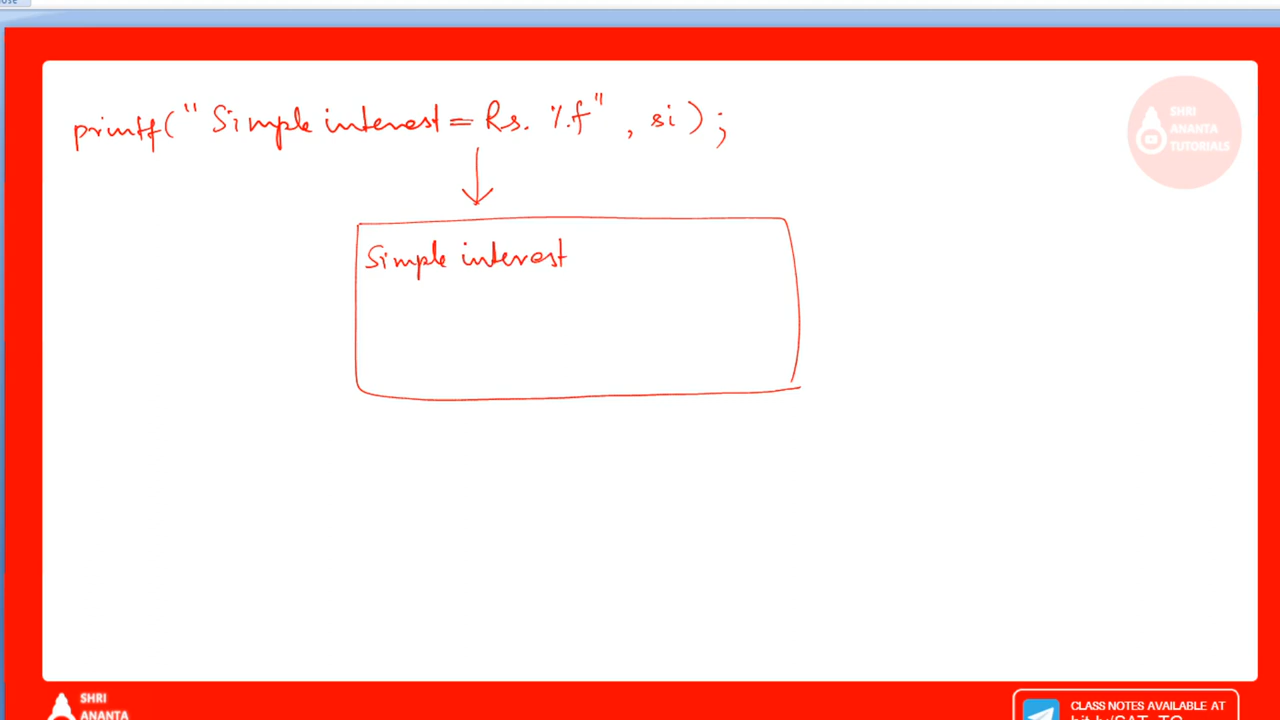 printf("Simple interest = Rs. %f", si);
Simple interest
SHRI
ANANTA
TUTORIALS
SHRI
ANANTA
CLASS NOTES AVAILABLE AT